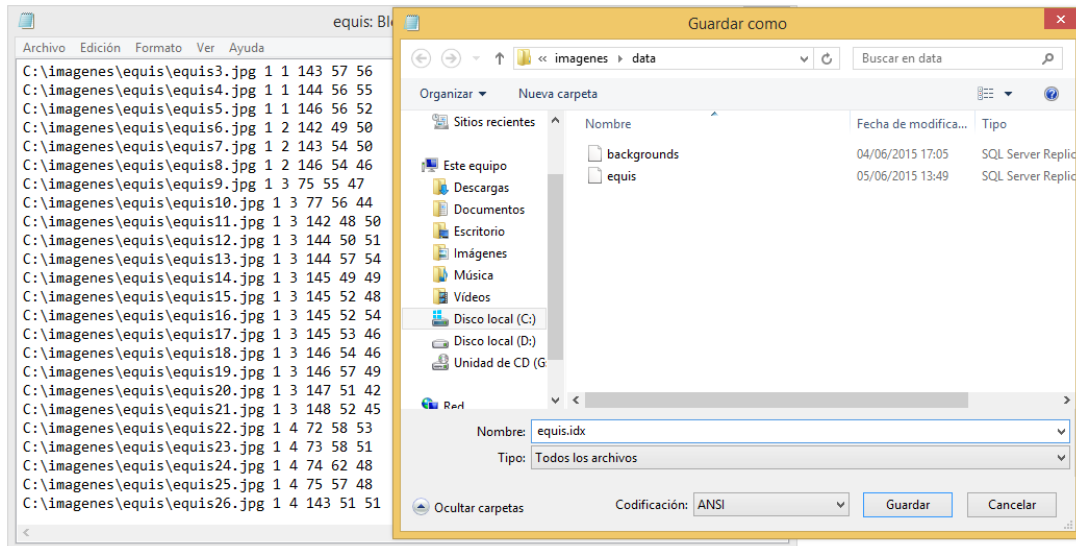 equis: Bl
Archivo Edición Formato Ver Ayuda
C:\imagenes\equis\equis3.jpg 1 1 143 57 56
C:\imagenes\equis\equis4.jpg 1 1 144 56 55
C:\imagenes\equis\equis5.jpg 1 1 146 56 52
C:\imagenes\equis\equis6.jpg 1 2 142 49 50
C:\imagenes\equis\equis7.jpg 1 2 143 54 50
C:\imagenes\equis\equis8.jpg 1 2 146 54 46
C:\imagenes\equis\equis9.jpg 1 3 75 55 47
C:\imagenes\equis\equis10.jpg 1 3 77 56 44
C:\imagenes\equis\equis11.jpg 1 3 142 48 50
C:\imagenes\equis\equis12.jpg 1 3 144 50 51
C:\imagenes\equis\equis13.jpg 1 3 144 57 54
C:\imagenes\equis\equis14.jpg 1 3 145 49 49
C:\imagenes\equis\equis15.jpg 1 3 145 52 48
C:\imagenes\equis\equis16.jpg 1 3 145 52 54
C:\imagenes\equis\equis17.jpg 1 3 145 53 46
C:\imagenes\equis\equis18.jpg 1 3 146 54 46
C:\imagenes\equis\equis19.jpg 1 3 146 57 49
C:\imagenes\equis\equis20.jpg 1 3 147 51 42
C:\imagenes\equis\equis21.jpg 1 3 148 52 45
C:\imagenes\equis\equis22.jpg 1 4 72 58 53
C:\imagenes\equis\equis23.jpg 1 4 73 58 51
C:\imagenes\equis\equis24.jpg 1 4 74 62 48
C:\imagenes\equis\equis25.jpg 1 4 75 57 48
C:\imagenes\equis\equis26.jpg 1 4 143 51 51
Guardar como
« imagenes data Buscar en data
Organizar Nueva carpeta
Sitios recientes
Este equipo
Descargas
Documentos
Escritorio
Imágenes
Música
Vídeos
Disco local (C:)
Disco local (D:)
Unidad de CD (G:
Red
Nombre Fecha de modifica... Tipo
backgrounds 04/06/2015 17:05 SQL Server Replic
equis 05/06/2015 13:49 SQL Server Replic
Nombre: equis.idx
Tipo: Todos los archivos
Ocultar carpetas Codificación: ANSI Guardar Cancelar